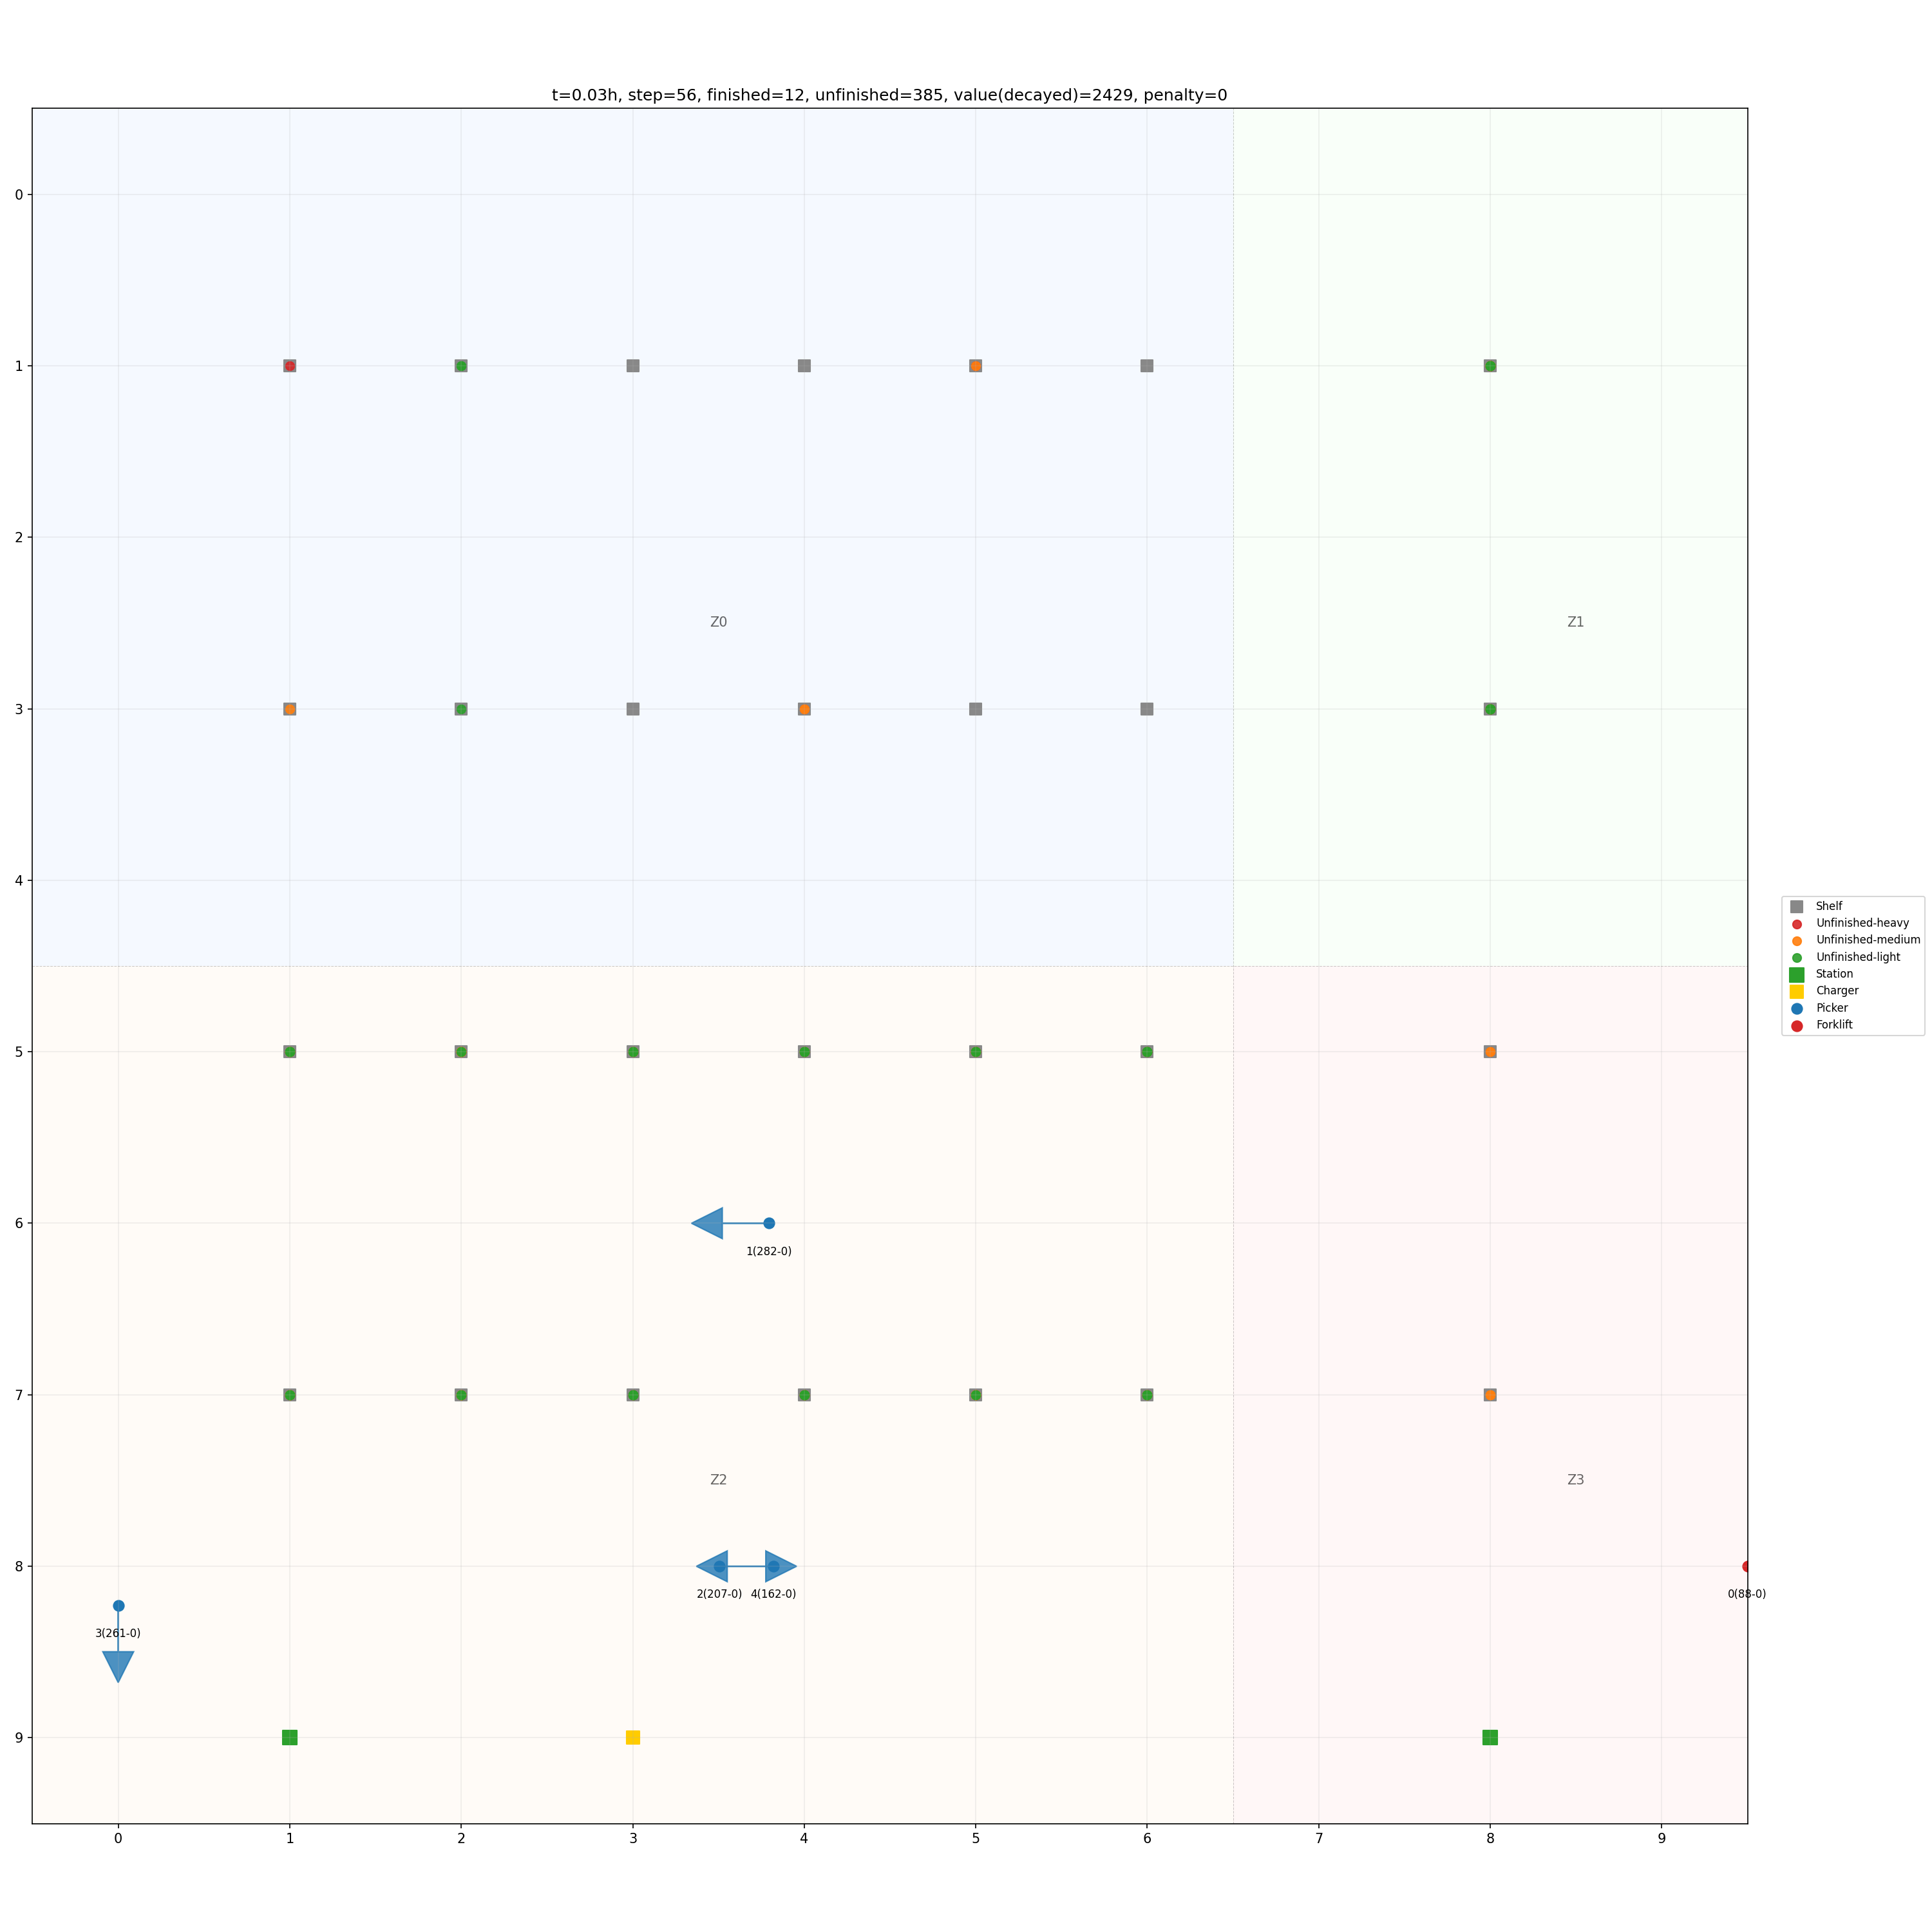 t=0.03h, step=56, finished=12, unfinished=385, value(decayed)=2429, penalty=0
0
1
2
Z0
Z1
3
4
Shelf
Unfinished-heavy
Unfinished-medium
Unfinished-light
Station
Charger
Picker
Forklift
5
6
1(282-0)
7
Z2
Z3
8
2(207-0)
4(162-0)
0(88-0)
3(261-0)
9
0
1
2
3
4
5
6
7
8
9